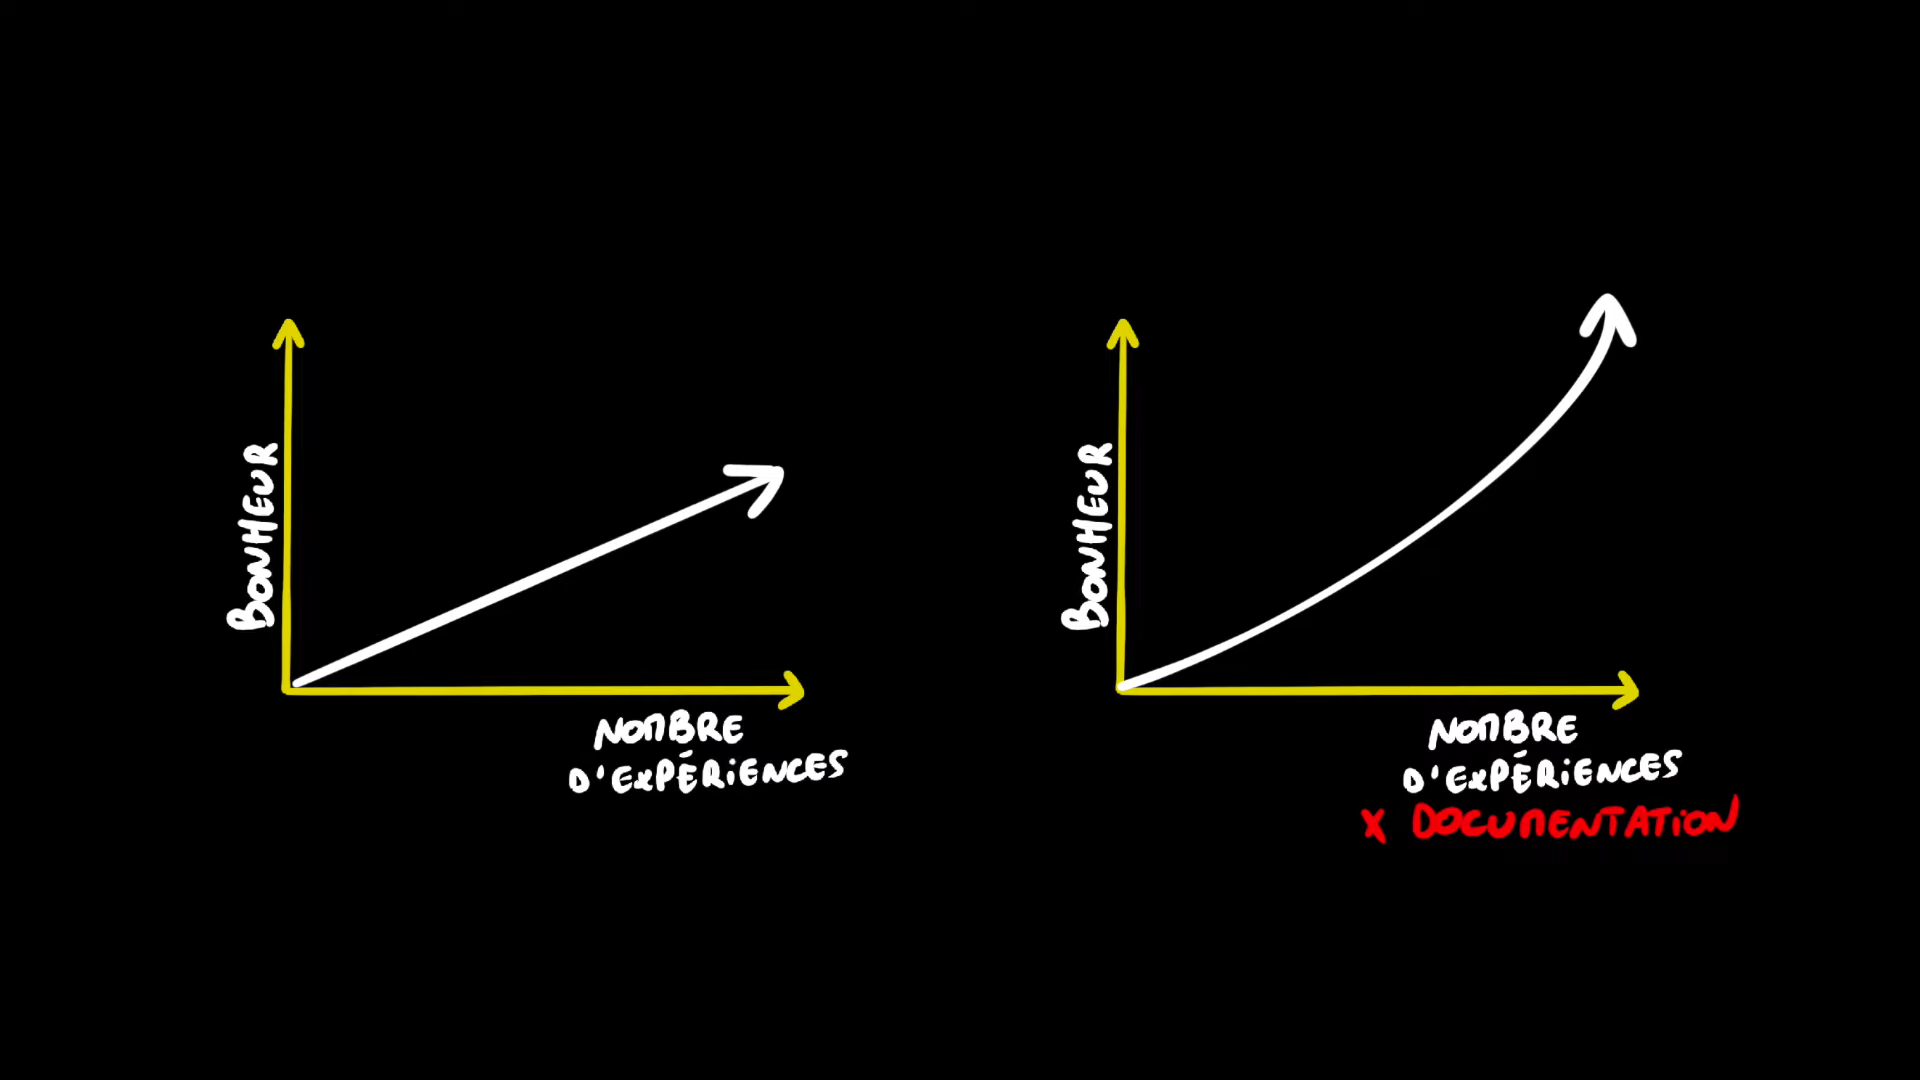 BONHEUR
NOMBRE
D'EXPÉRIENCES
BONHEUR
NOMBRE
D'EXPÉRIENCES
X DOCUMENTATION